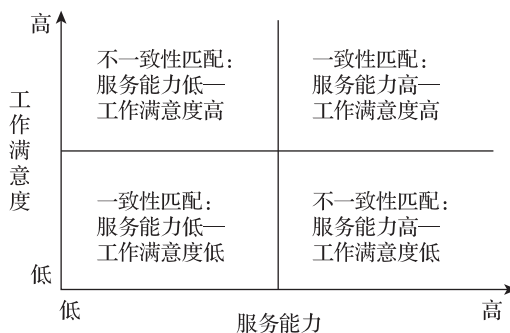 高
不一致性匹配：
服务能力低—
工作满意度高
一致性匹配：
服务能力高—
工作满意度高
工作满意度
一致性匹配：
服务能力低—
工作满意度低
不一致性匹配：
服务能力高—
工作满意度低
低
低
服务能力
高